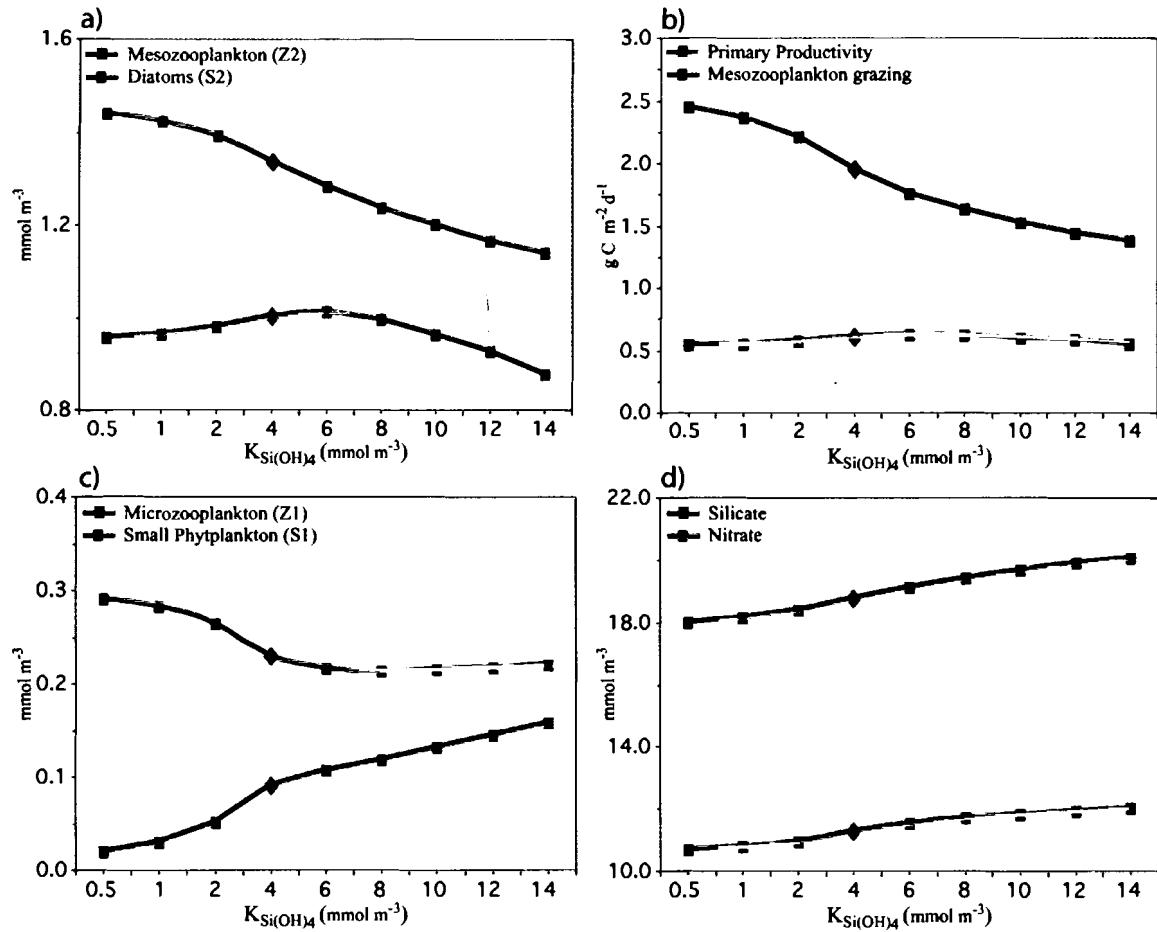 a)
Mesozooplankton (Z2)
Diatoms (S2)
1.6
1.2
0.8
mmol m⁻³
0.5 1 2 4 6 8 10 12 14
K Si(OH)4 (mmol m⁻³)
b)
Primary Productivity
Mesozooplankton grazing
3.0
2.5
2.0
1.5
1.0
0.5
0.0
g C m⁻² d⁻¹
0.5 1 2 4 6 8 10 12 14
K Si(OH)4 (mmol m⁻³)
c)
Microzooplankton (Z1)
Small Phytplankton (S1)
0.4
0.3
0.2
0.1
0.0
mmol m⁻³
0.5 1 2 4 6 8 10 12 14
K Si(OH)4 (mmol m⁻³)
d)
Silicate
Nitrate
22.0
18.0
14.0
10.0
mmol m⁻³
0.5 1 2 4 6 8 10 12 14
K Si(OH)4 (mmol m⁻³)